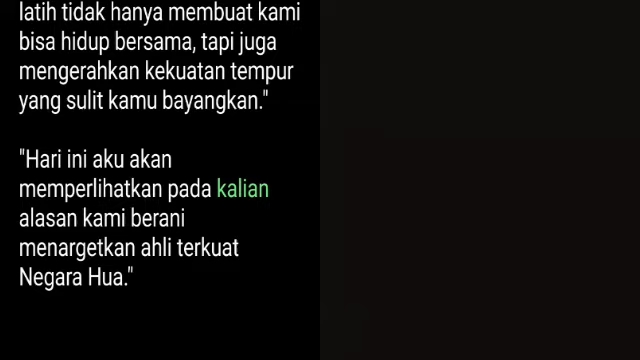 latih tidak hanya membuat kami
bisa hidup bersama, tapi juga
mengerahkan kekuatan tempur
yang sulit kamu bayangkan."
"Hari ini aku akan
memperlihatkan pada kalian
alasan kami berani
menargetkan ahli terkuat
Negara Hua."